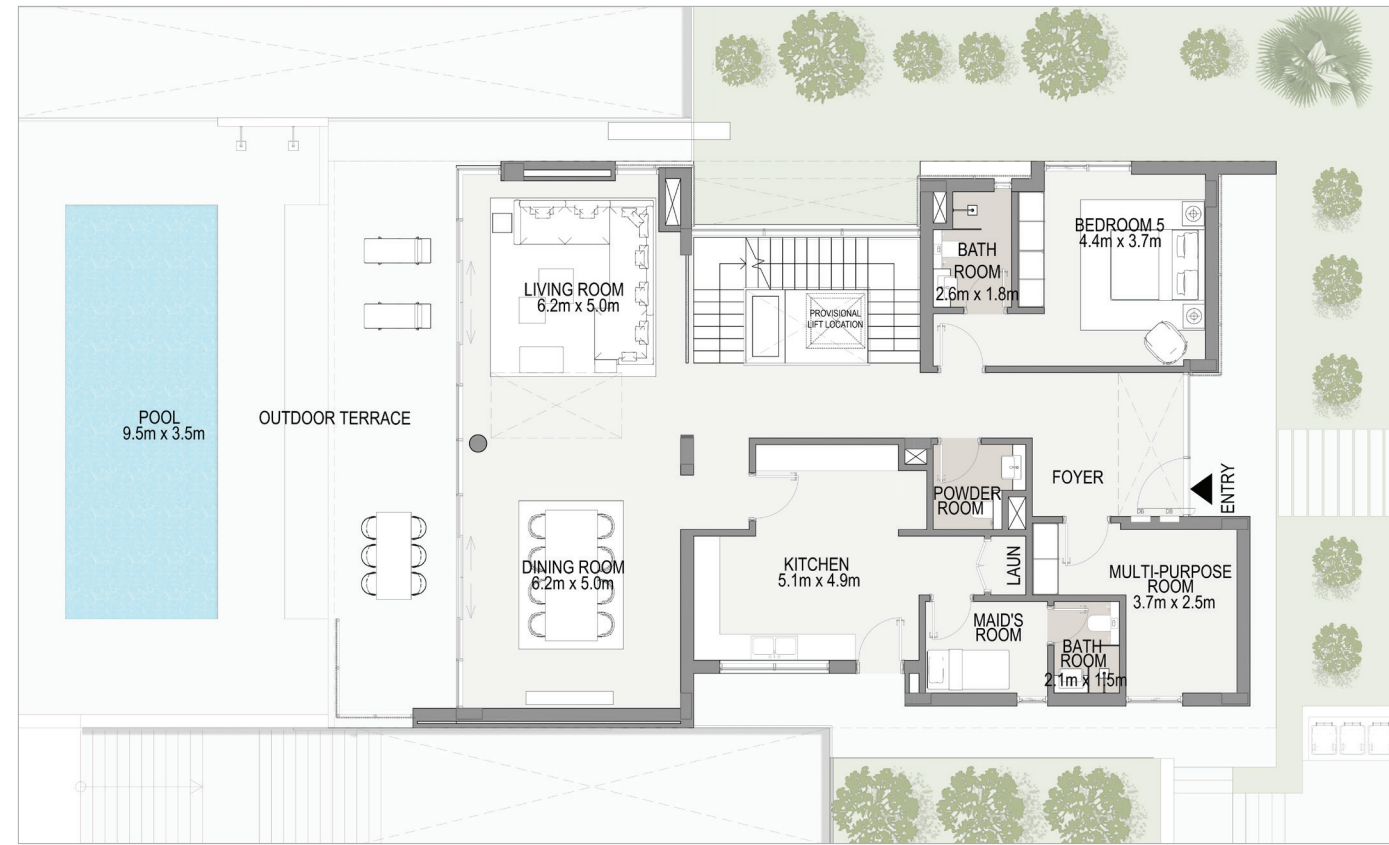 BEDROOM 5
4.4m x 3.7m
BATH
ROOM
2.6m x 1.8m
LIVING ROOM
6.2m x 5.0m
PROVISIONAL
LIFT LOCATION
POOL
9.5m x 3.5m
OUTDOOR TERRACE
FOYER
ENTRY
POWDER
ROOM
DB DB
DINING ROOM
6.2m x 5.0m
KITCHEN
5.1m x 4.9m
LAUN
MULTI-PURPOSE
ROOM
3.7m x 2.5m
MAID'S
ROOM
BATH
ROOM
2.1m x 1.5m